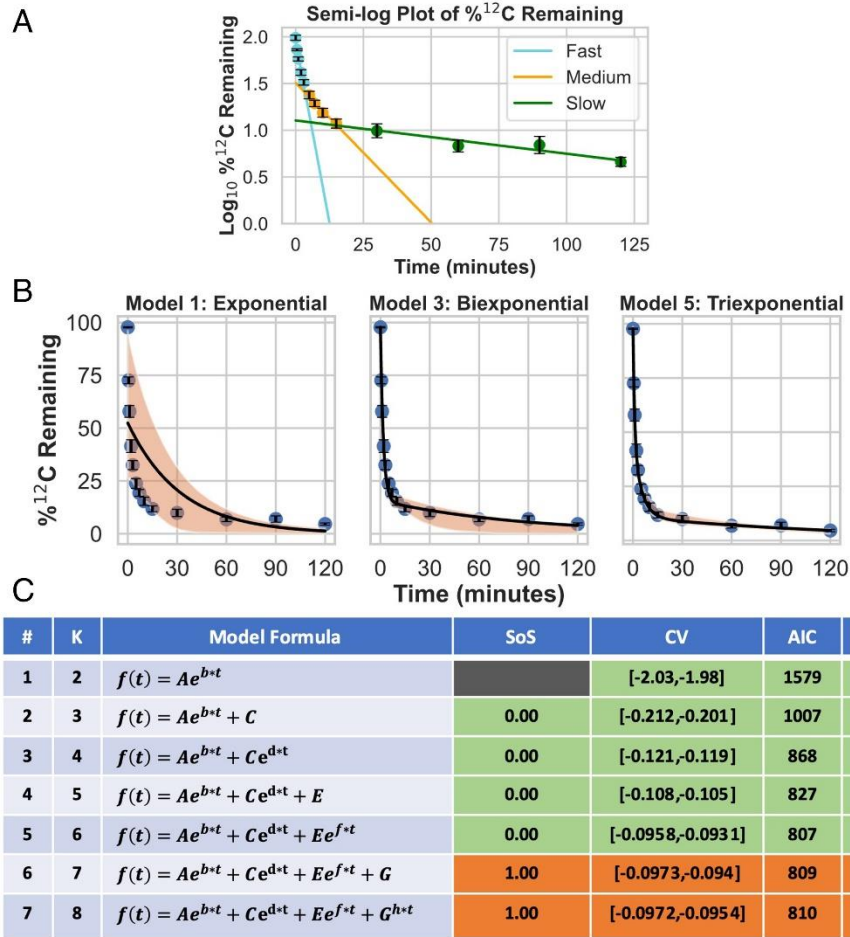 A
Semi-log Plot of %¹²C Remaining
Log₁₀ %¹²C Remaining
2.0
1.5
1.0
0.5
0.0
Fast
Medium
Slow
0 25 50 75 100 125
Time (minutes)
B
Model 1: Exponential Model 3: Biexponential Model 5: Triexponential
%¹²C Remaining
100
75
50
25
0
0 30 60 90 120 0 30 60 90 120 0 30 60 90 120
Time (minutes)
C
# K Model Formula SoS CV AIC
1 2 f(t) = Ae^{b*t} [-2.03,-1.98] 1579
2 3 f(t) = Ae^{b*t} + C 0.00 [-0.212,-0.201] 1007
3 4 f(t) = Ae^{b*t} + Ce^{d*t} 0.00 [-0.121,-0.119] 868
4 5 f(t) = Ae^{b*t} + Ce^{d*t} + E 0.00 [-0.108,-0.105] 827
5 6 f(t) = Ae^{b*t} + Ce^{d*t} + Ee^{f*t} 0.00 [-0.0958,-0.0931] 807
6 7 f(t) = Ae^{b*t} + Ce^{d*t} + Ee^{f*t} + G 1.00 [-0.0973,-0.094] 809
7 8 f(t) = Ae^{b*t} + Ce^{d*t} + Ee^{f*t} + G^{h*t} 1.00 [-0.0972,-0.0954] 810